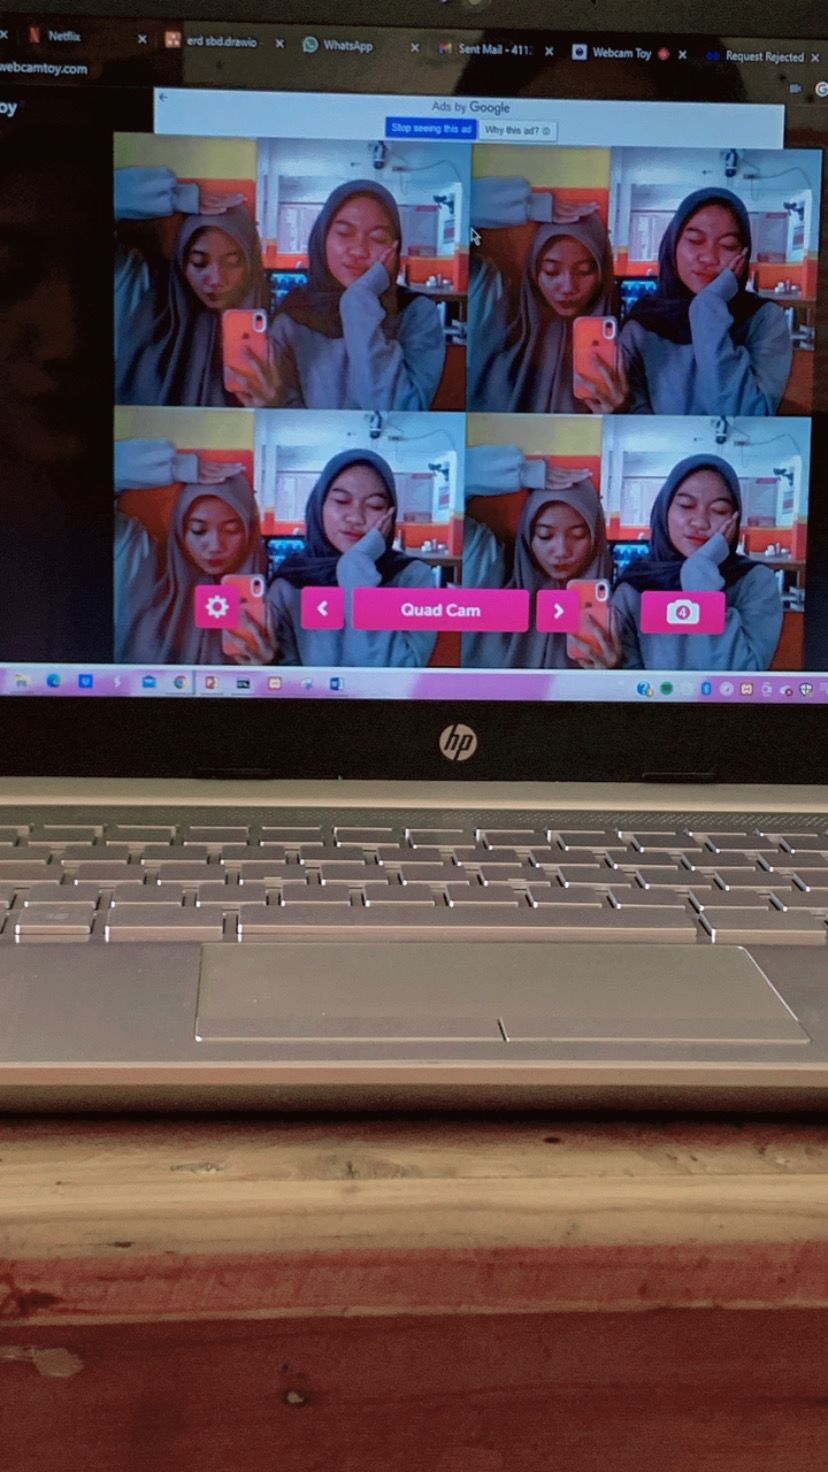 Netflix
erd sbd.drawio
WhatsApp
Sent Mail - 411
Webcam Toy
Request Rejected
webcamtoy.com
oy
Ads by Google
Stop seeing this ad
Why this ad?
Quad Cam
4
hp